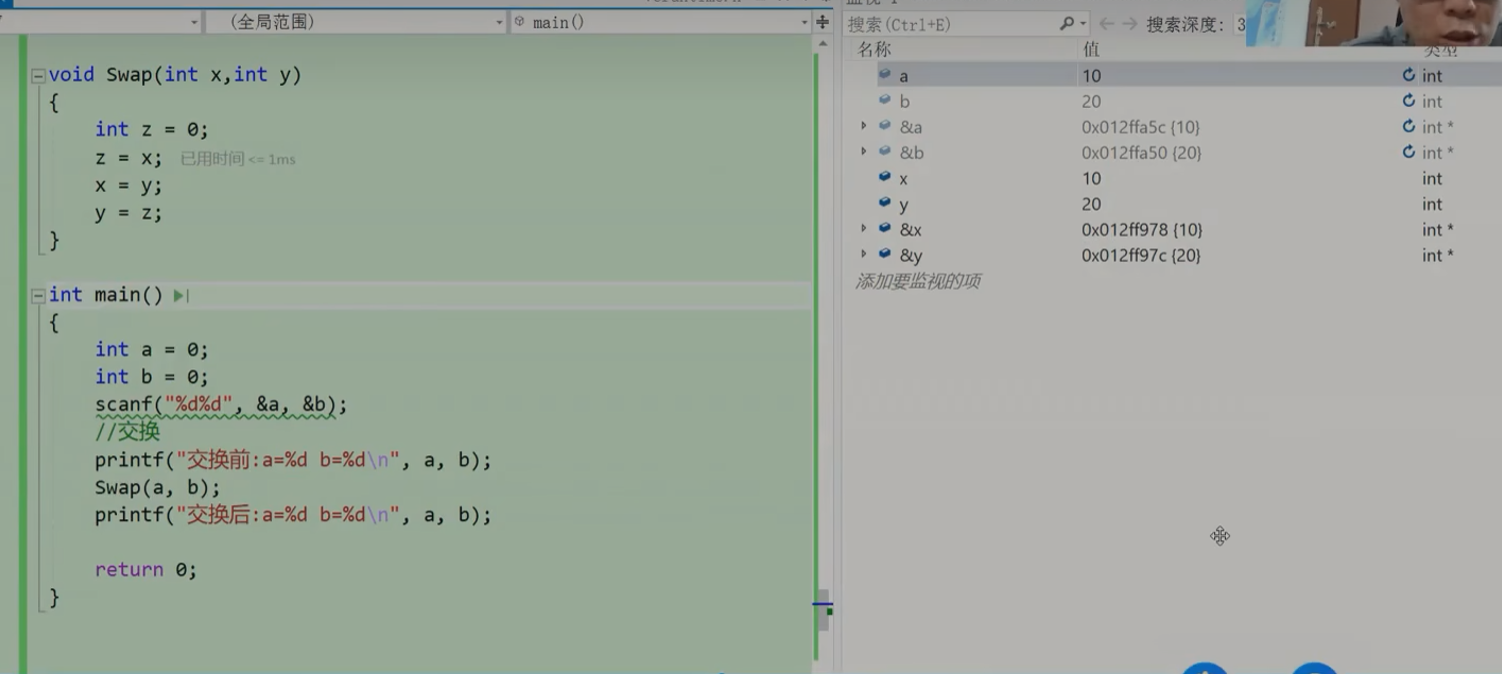 (全局范围)
main()
void Swap(int x,int y)
{
int z = 0;
z = x; 已用时间 <= 1ms
x = y;
y = z;
}
int main()
{
int a = 0;
int b = 0;
scanf("%d%d", &a, &b);
//交换
printf("交换前:a=%d b=%d\n", a, b);
Swap(a, b);
printf("交换后:a=%d b=%d\n", a, b);
return 0;
}
搜索(Ctrl+E) 搜索深度: 3
名称 值 类型
a 10 int
b 20 int
&a 0x012ffa5c {10} int *
&b 0x012ffa50 {20} int *
x 10 int
y 20 int
&x 0x012ff978 {10} int *
&y 0x012ff97c {20} int *
添加要监视的项